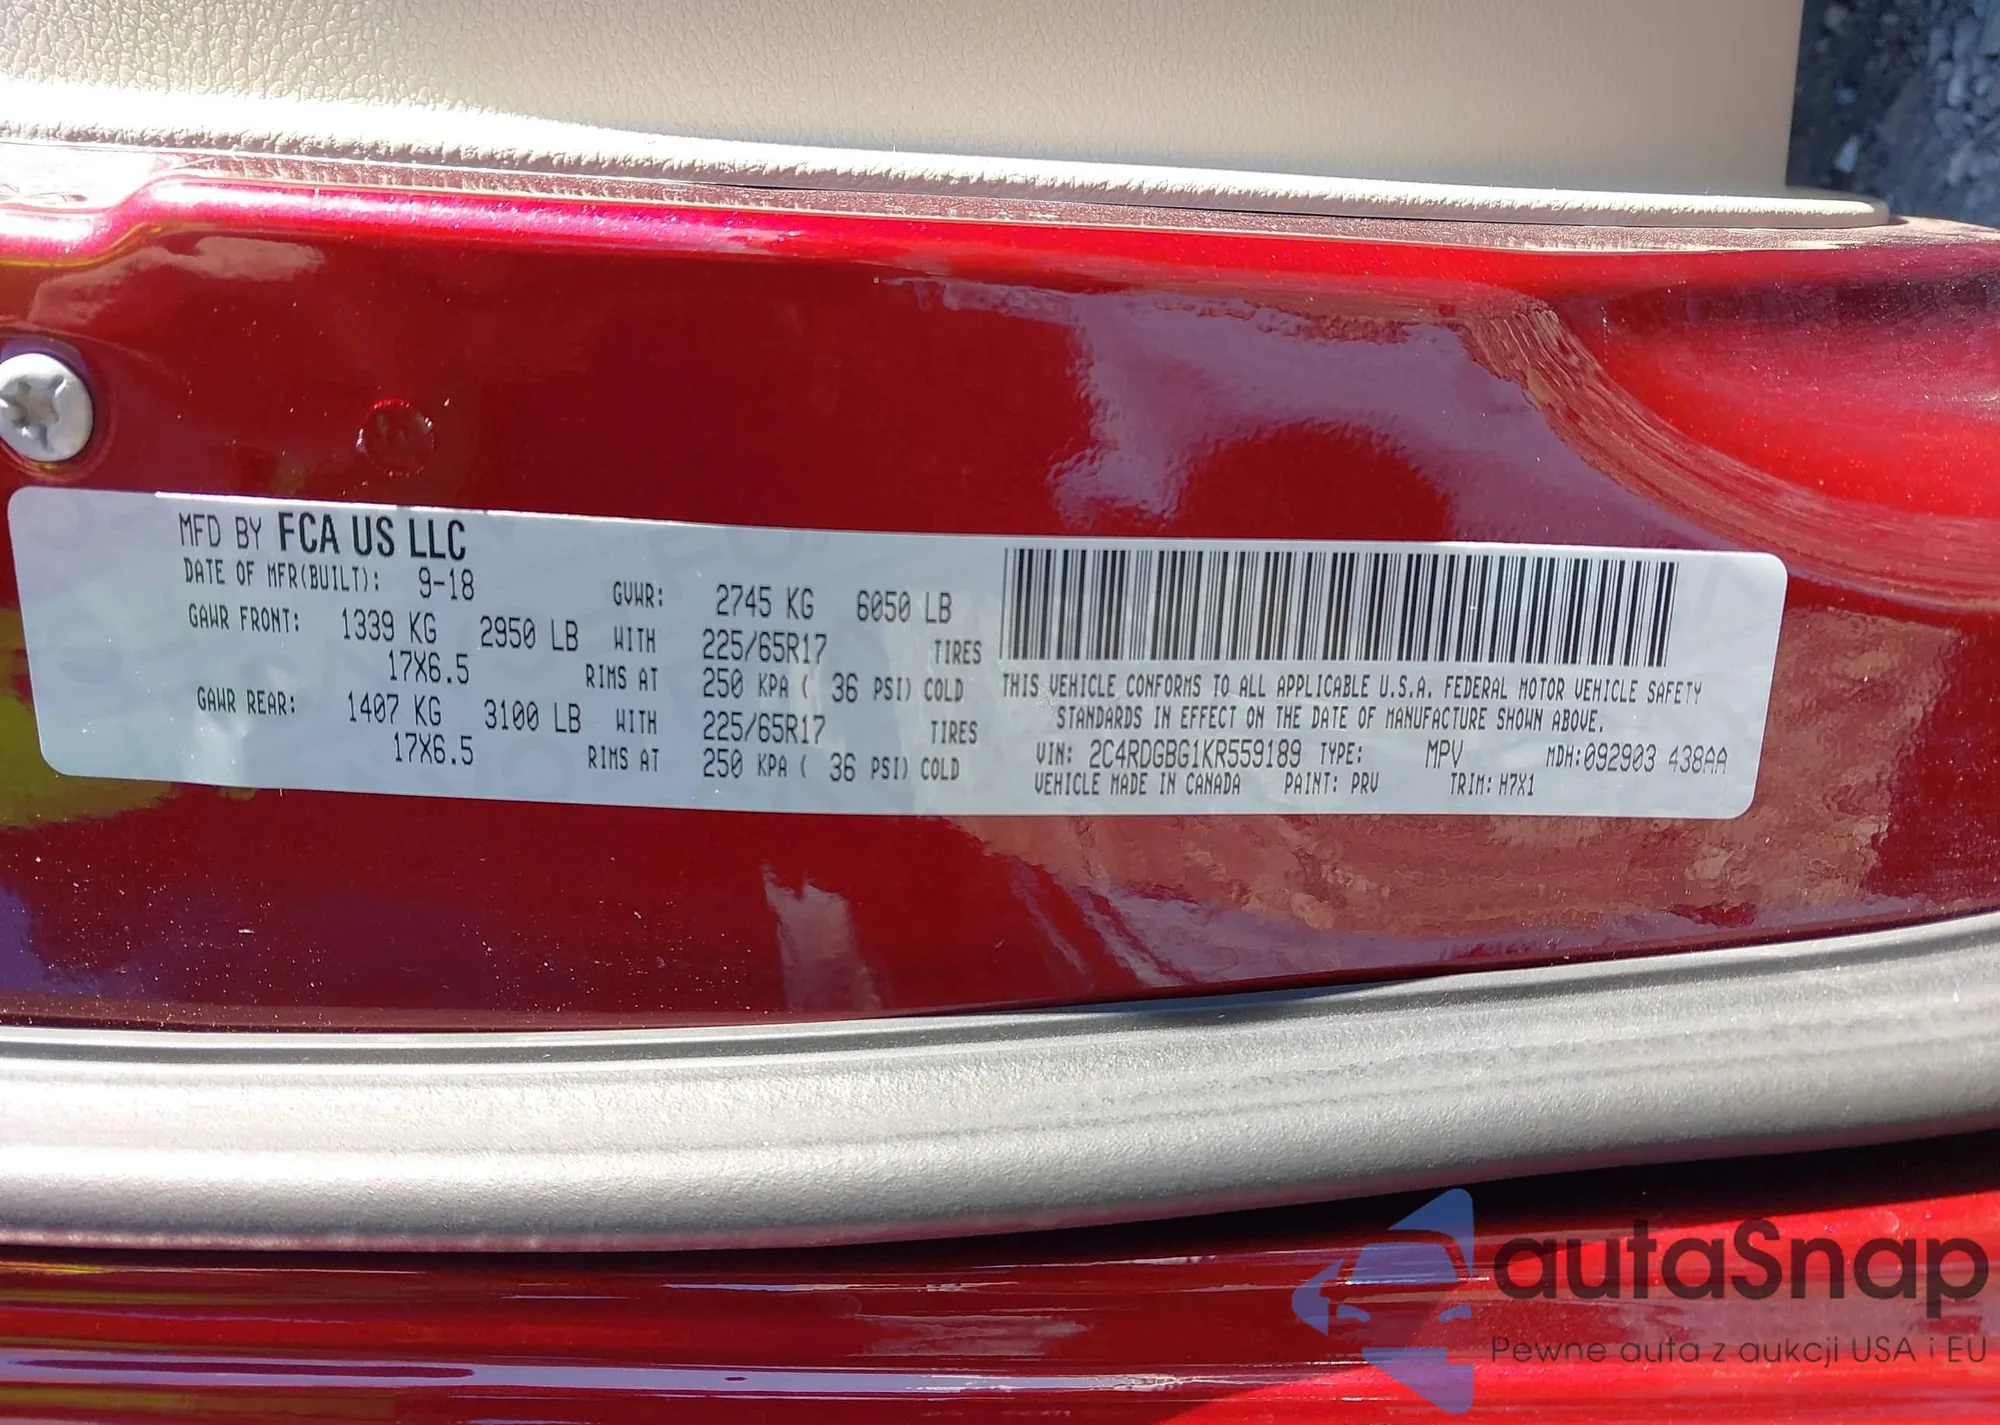 MFD BY FCA US LLC
DATE OF MFR(BUILT): 9-18 GVWR: 2745 KG 6050 LB
GAWR FRONT: 1339 KG 2950 LB WITH 225/65R17 TIRES
17X6.5 RIMS AT 250 KPA ( 36 PSI) COLD
GAWR REAR: 1407 KG 3100 LB WITH 225/65R17 TIRES
17X6.5 RIMS AT 250 KPA ( 36 PSI) COLD
THIS VEHICLE CONFORMS TO ALL APPLICABLE U.S.A. FEDERAL MOTOR VEHICLE SAFETY
STANDARDS IN EFFECT ON THE DATE OF MANUFACTURE SHOWN ABOVE.
VIN: 2C4RDGBG1KR559189 TYPE: MPV MDH:092903 438AA
VEHICLE MADE IN CANADA PAINT: PRV TRIM: H7X1
autaSnap
Pewne auta z aukcji USA i EU